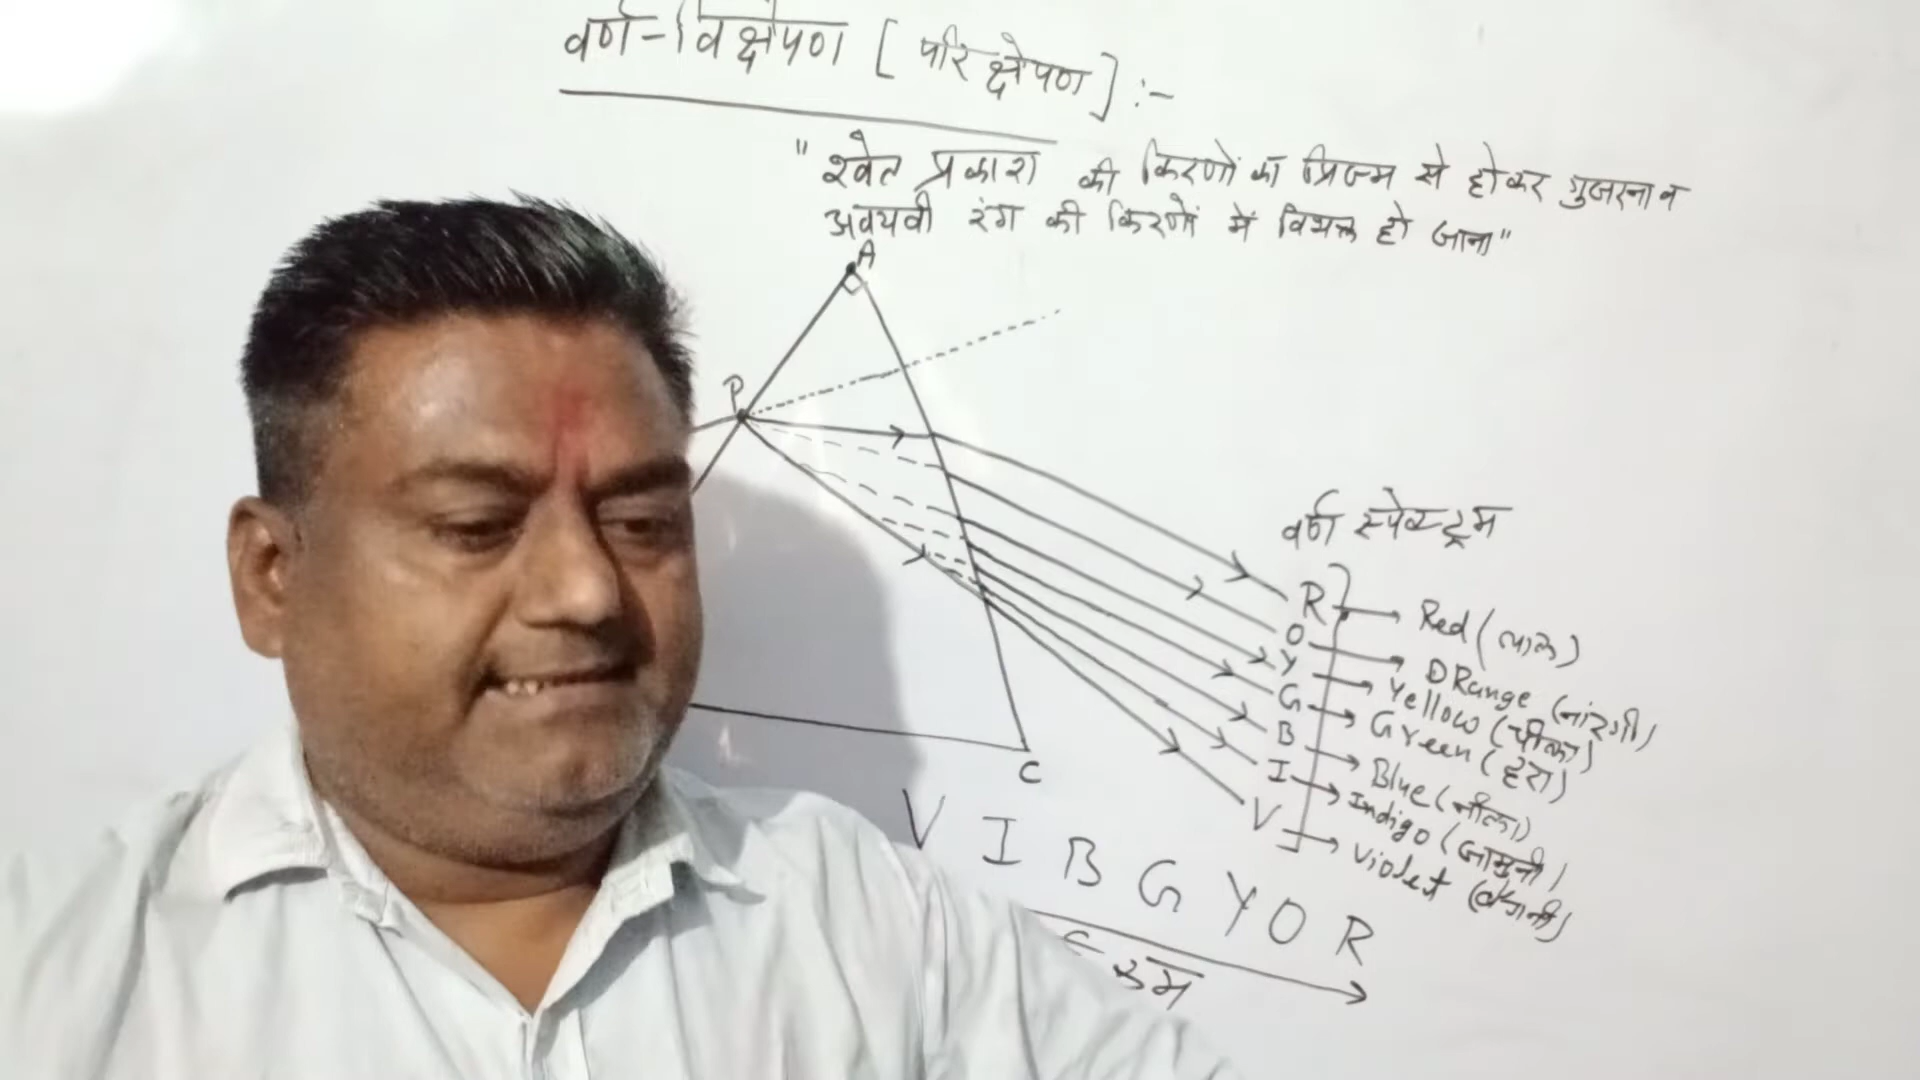 वर्ण-विक्षेपण [परिक्षेपण] :-
"श्वेत प्रकाश की किरणों का प्रिज्म से होकर गुजरना व
अवयवी रंग की किरणों में विभक्त हो जाना"
A
P
वर्ण स्पेक्ट्रम
R → Red (लाल)
O → ORange (नारंगी)
Y → Yellow (पीला)
G → Green (हरा)
B → Blue (नीला)
I → Indigo (जामुनी)
V → Violet (बैंगनी)
C
V I B G Y O R